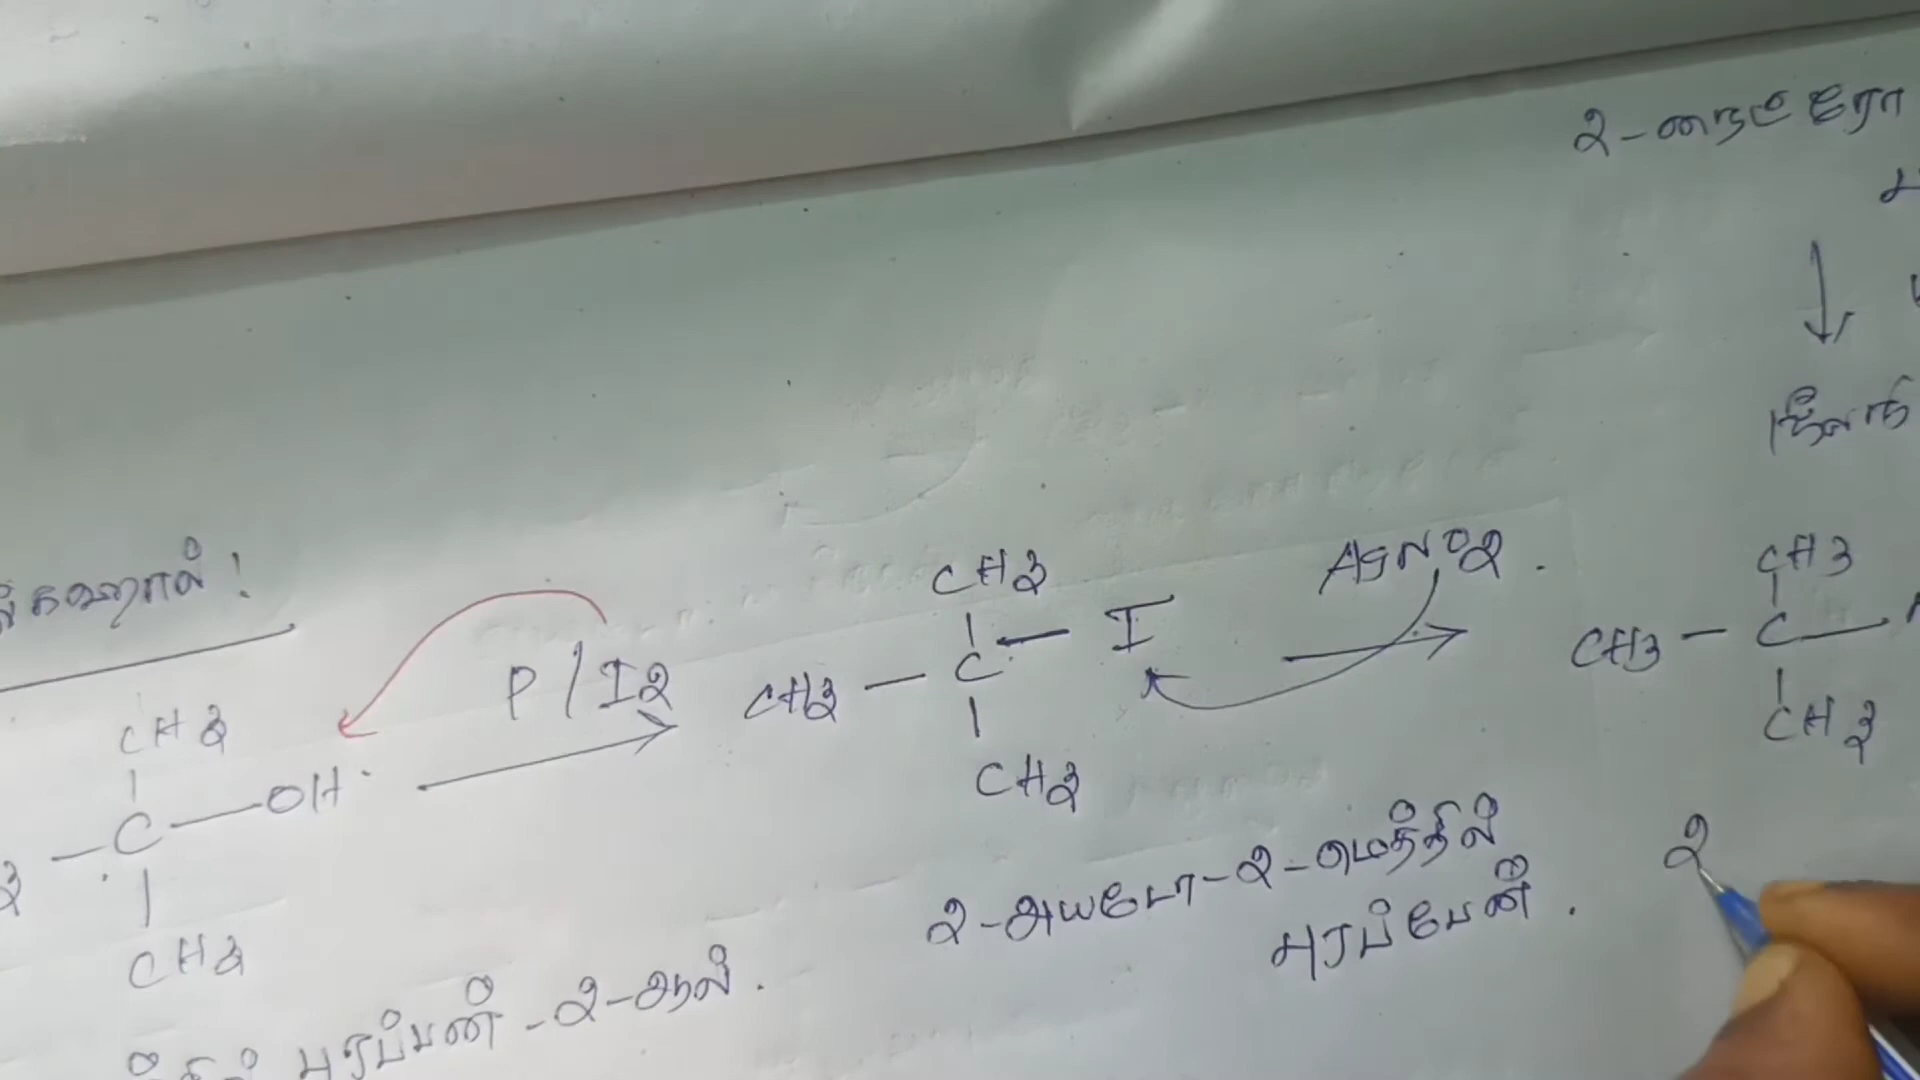 2-நைட்ரோ
CH3
CH3 – C – OH
CH3
P/I2
CH3
CH3 – C – I
CH3
AgNO2.
CH3
CH3 – C –
CH3
2-அயடோ-2-மெத்தில்
புரப்பேன்.
2
புரப்பன்-2-ஆல்.